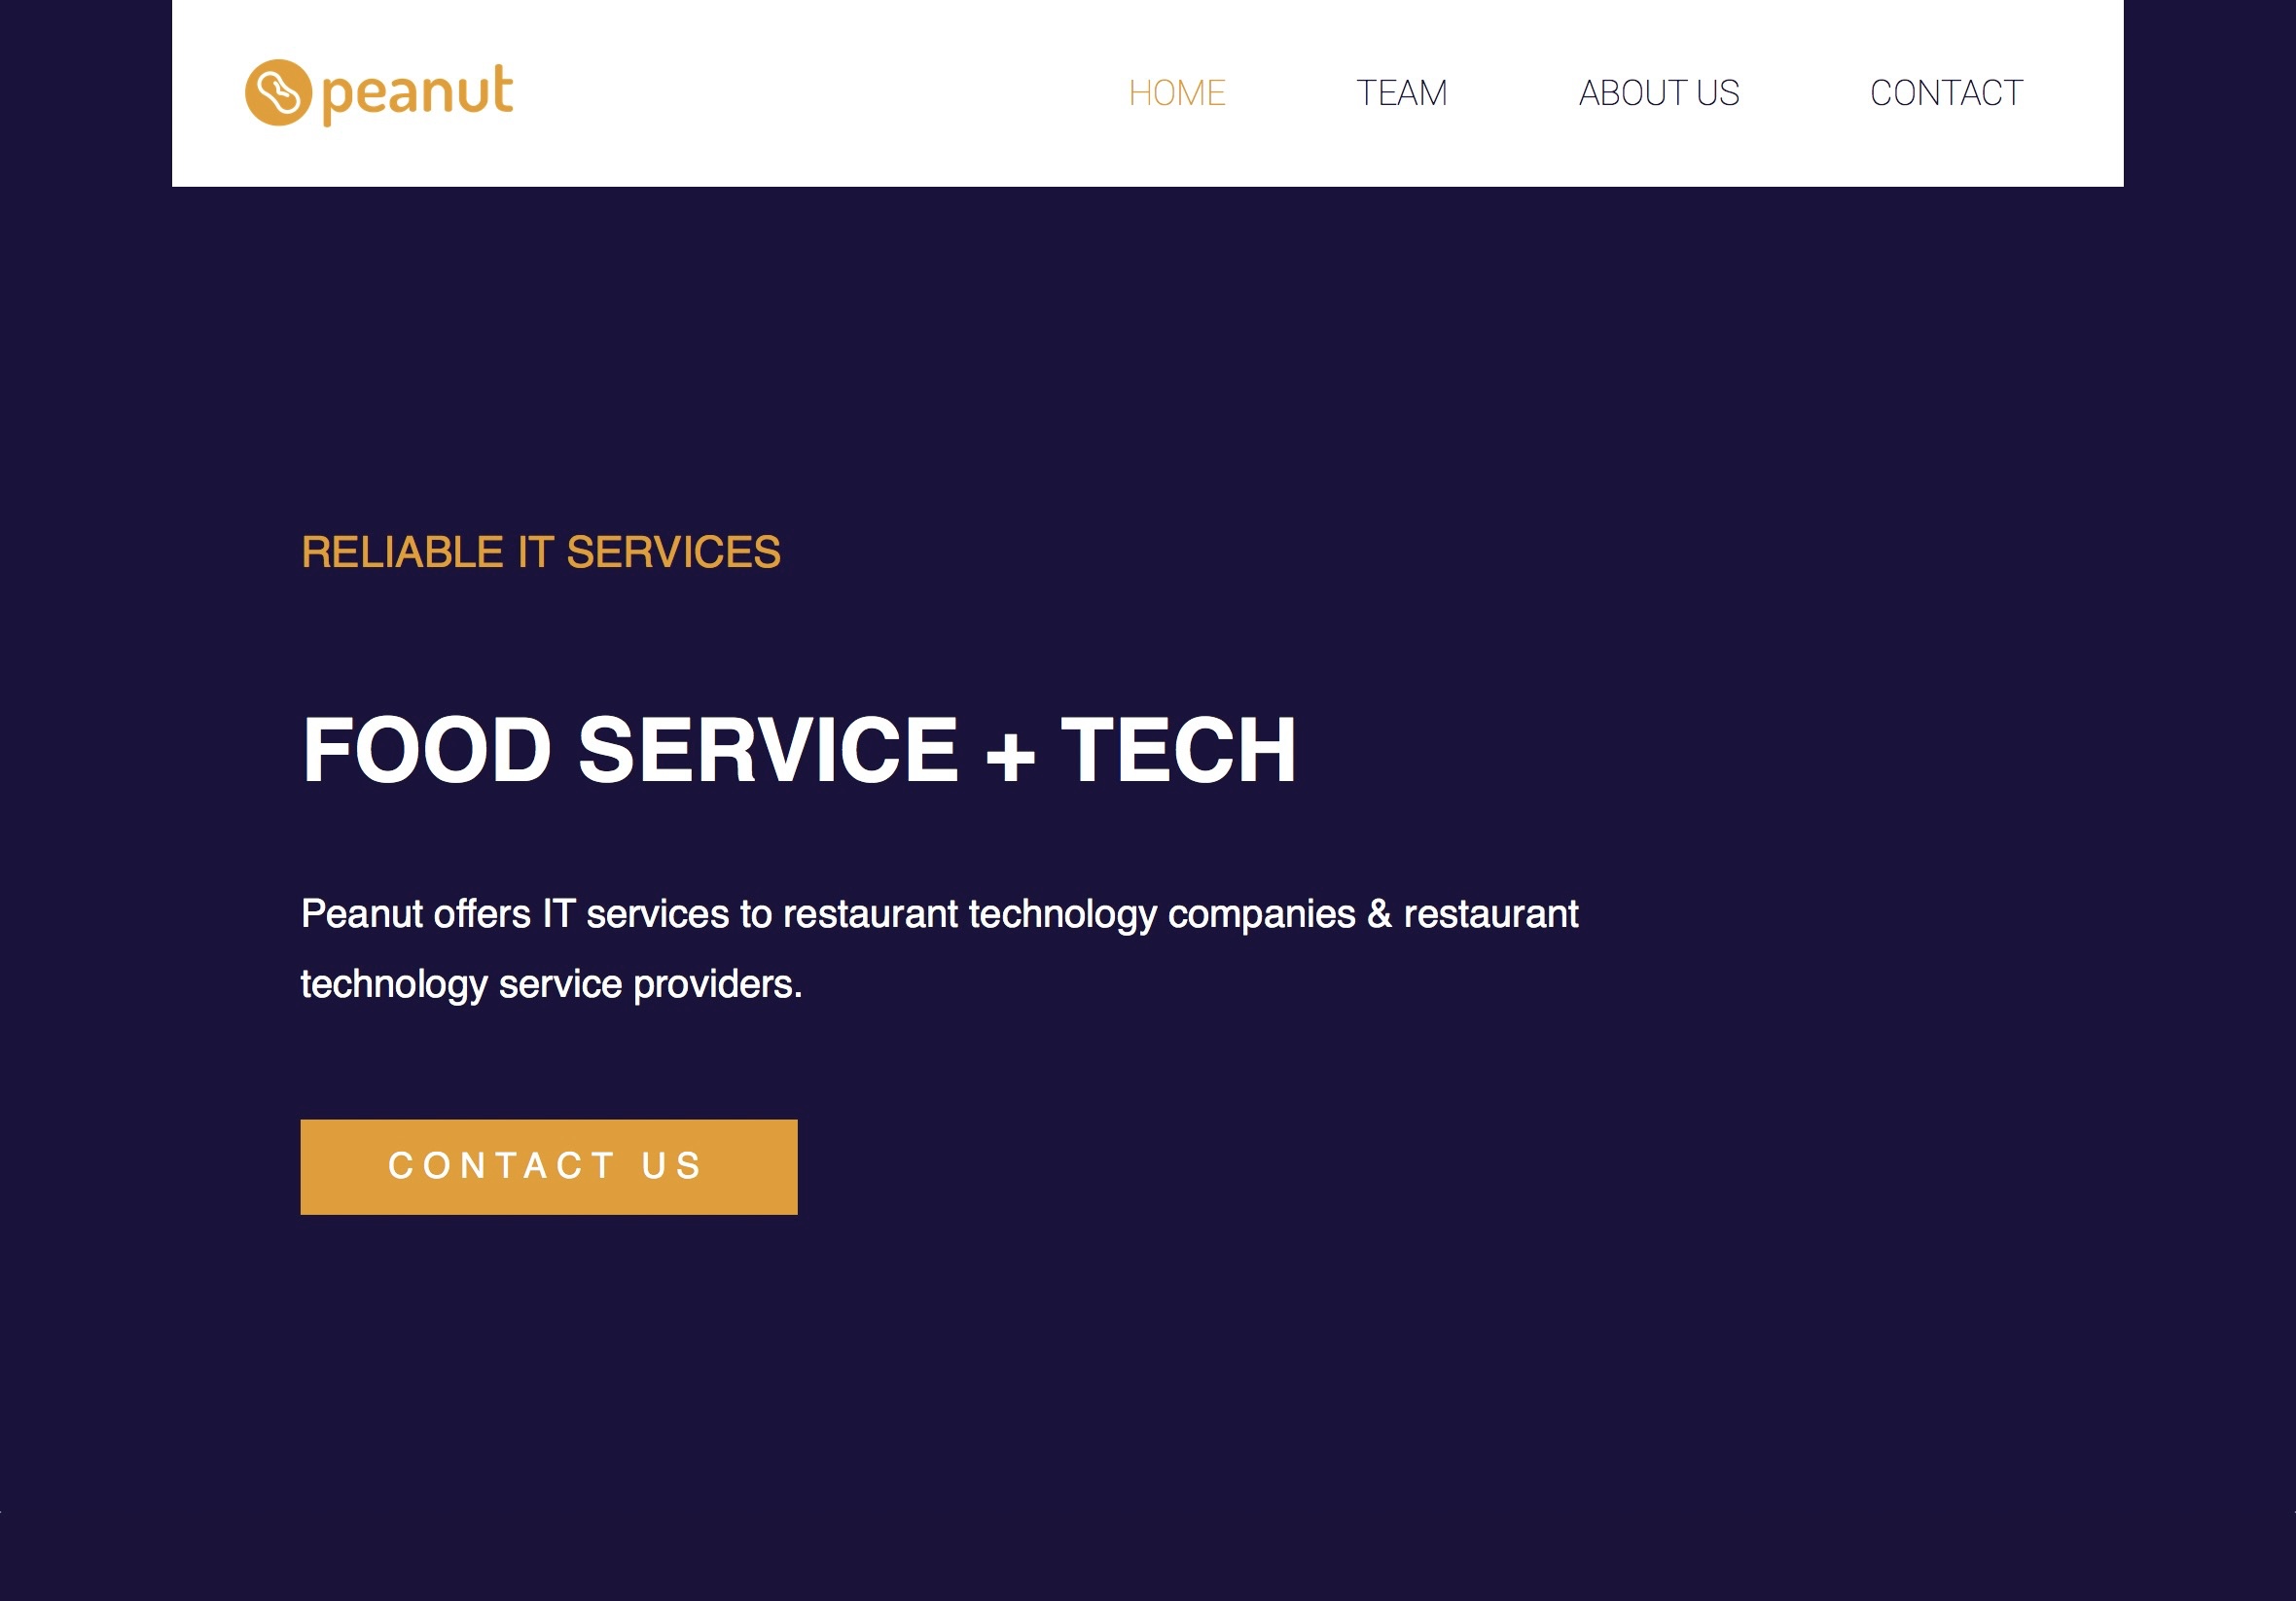 peanut
HOME TEAM ABOUT US CONTACT
RELIABLE IT SERVICES
FOOD SERVICE + TECH
Peanut offers IT services to restaurant technology companies & restaurant
technology service providers.
CONTACT US